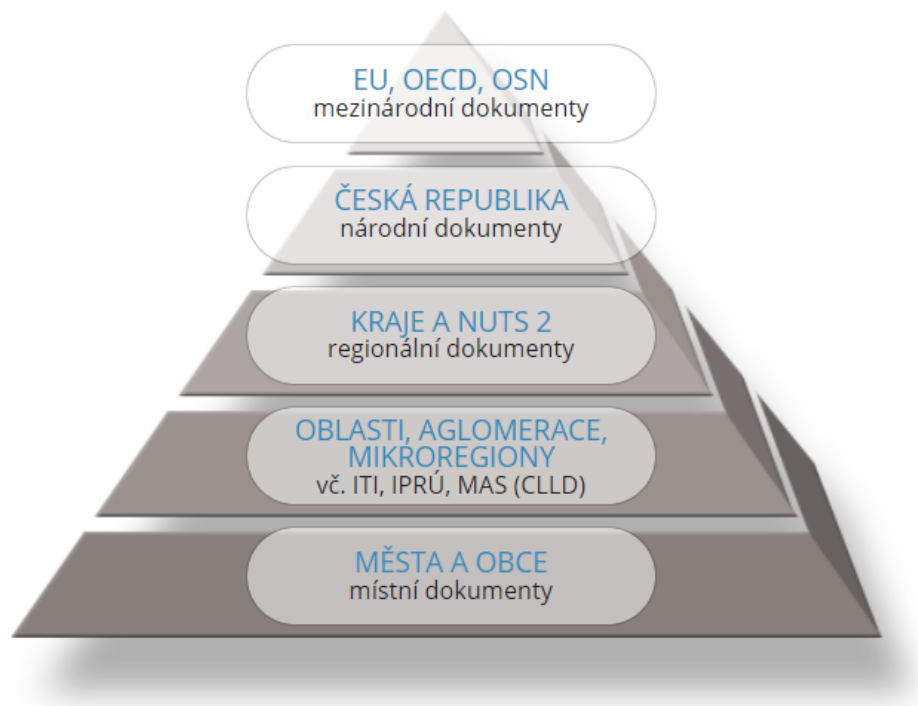 EU, OECD, OSN
mezinárodní dokumenty
ČESKÁ REPUBLIKA
národní dokumenty
KRAJE A NUTS 2
regionální dokumenty
OBLASTI, AGLOMERACE,
MIKROREGIONY
vč. ITI, IPRÚ, MAS (CLLD)
MĚSTA A OBCE
místní dokumenty